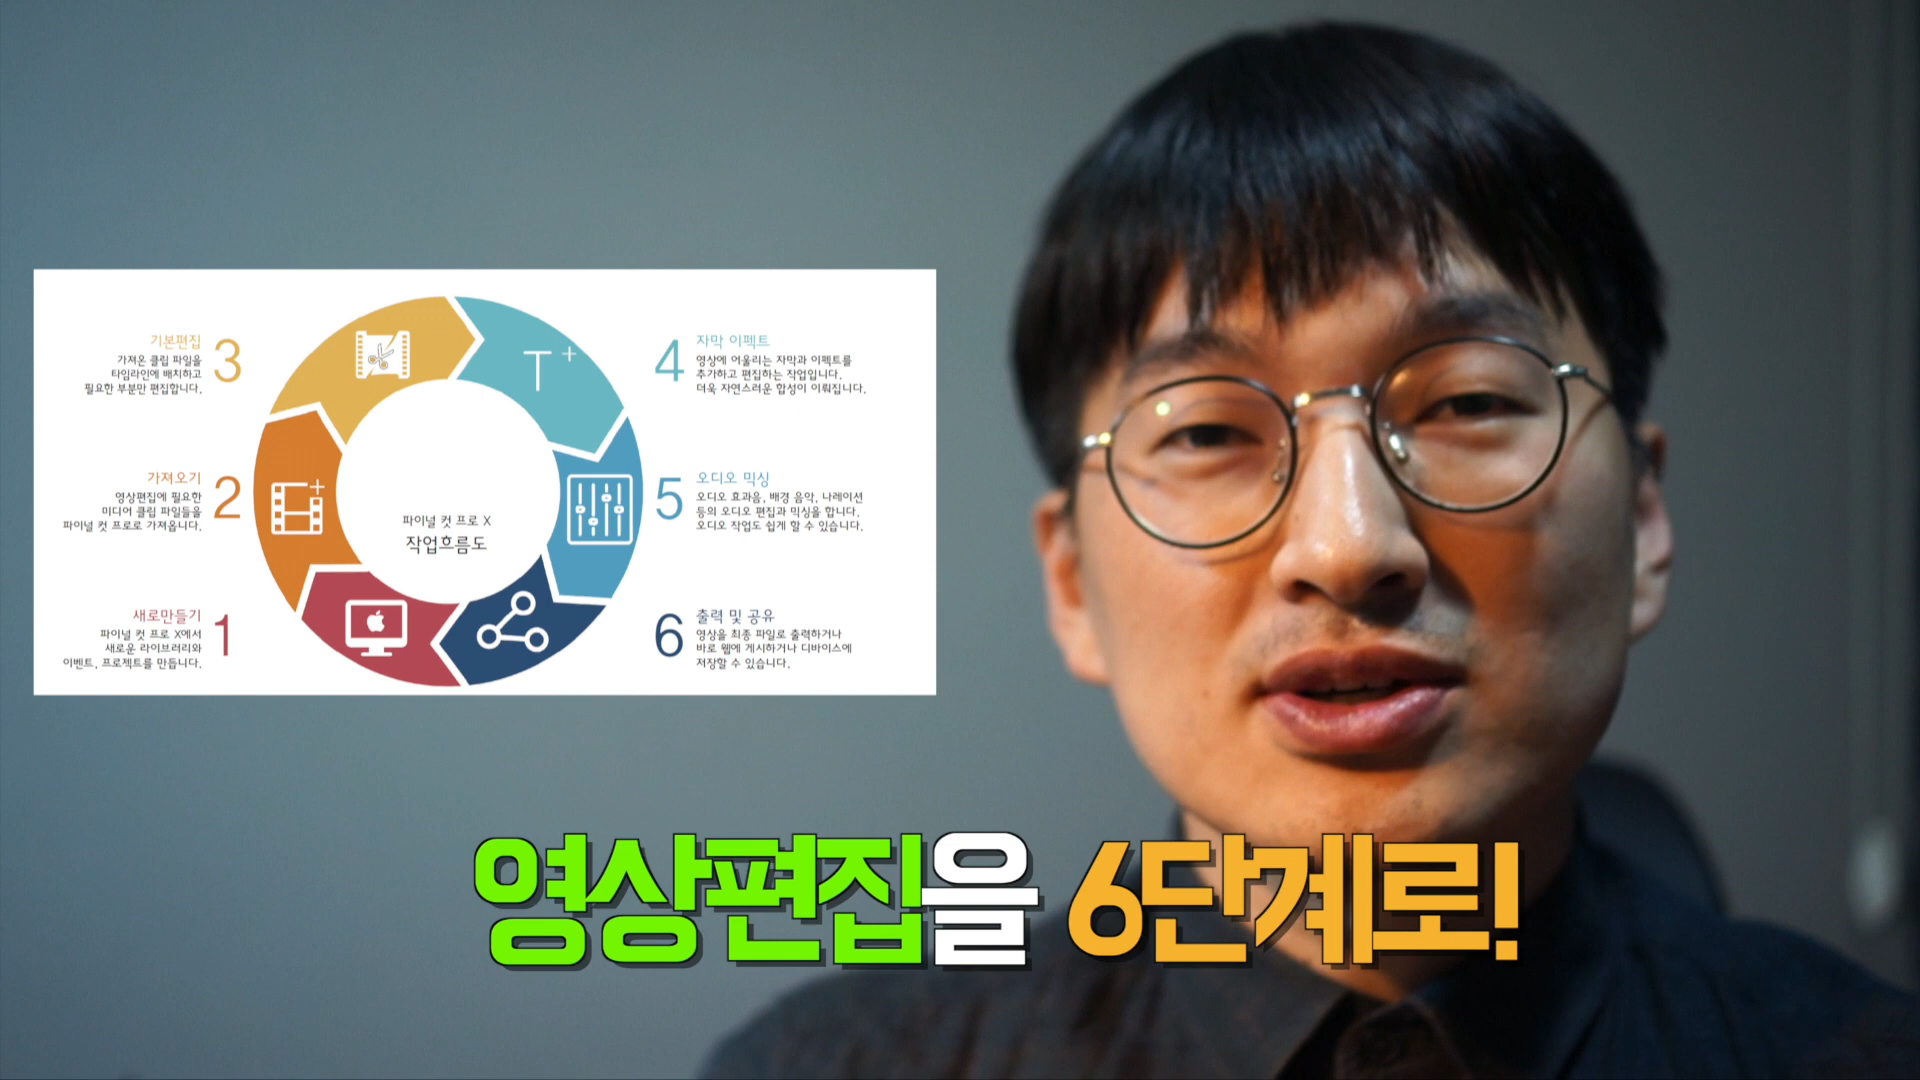 새로만들기
1
파이널 컷 프로 X에서
새로운 라이브러리와
이벤트, 프로젝트를 만듭니다.
가져오기
2
영상편집에 필요한
미디어 클립 파일들을
파이널 컷 프로로 가져옵니다.
기본편집
3
가져온 클립 파일을
타임라인에 배치하고
필요한 부분만 편집합니다.
4
자막 이펙트
영상에 어울리는 자막과 이펙트를
추가하고 편집하는 작업입니다.
더욱 자연스러운 합성이 이뤄집니다.
5
오디오 믹싱
오디오 효과음, 배경 음악, 나레이션
등의 오디오 편집과 믹싱을 합니다.
오디오 작업도 쉽게 할 수 있습니다.
6
출력 및 공유
영상을 최종 파일로 출력하거나
바로 웹에 게시하거나 디바이스에
저장할 수 있습니다.
T+
파이널 컷 프로 X
작업흐름도
영상편집을 6단계로!